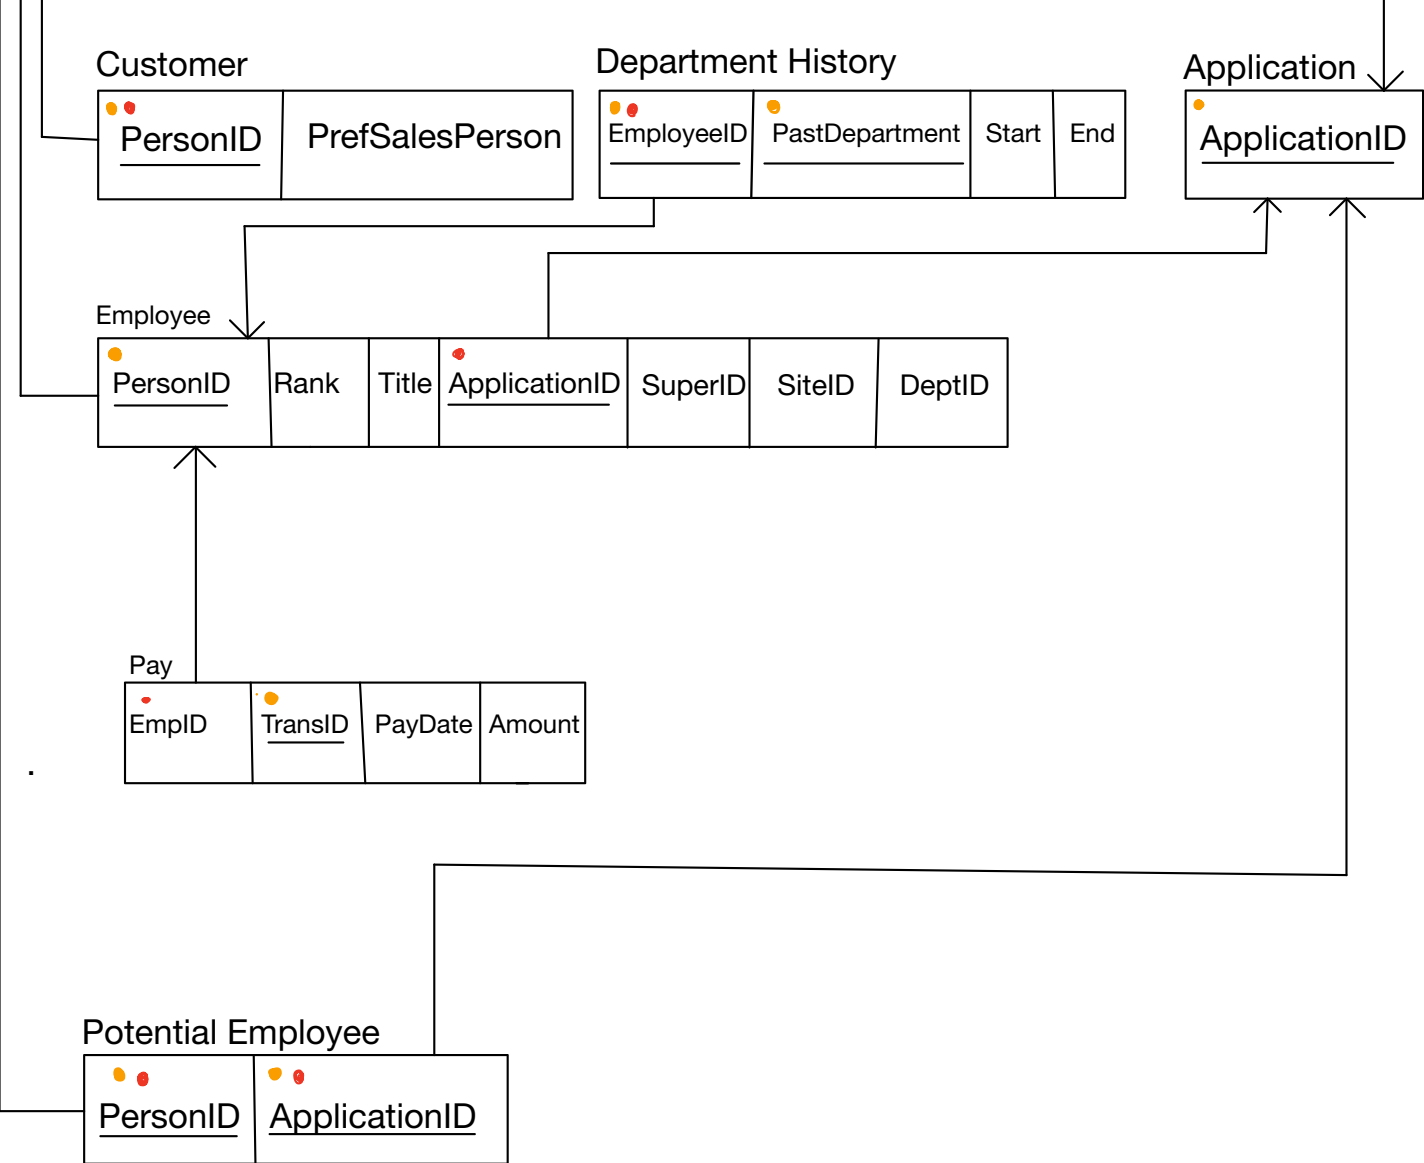 Customer
PersonID PrefSalesPerson
Department History
EmployeeID PastDepartment Start End
Application
ApplicationID
Employee
PersonID Rank Title ApplicationID SuperID SiteID DeptID
Pay
EmpID TransID PayDate Amount
Potential Employee
PersonID ApplicationID